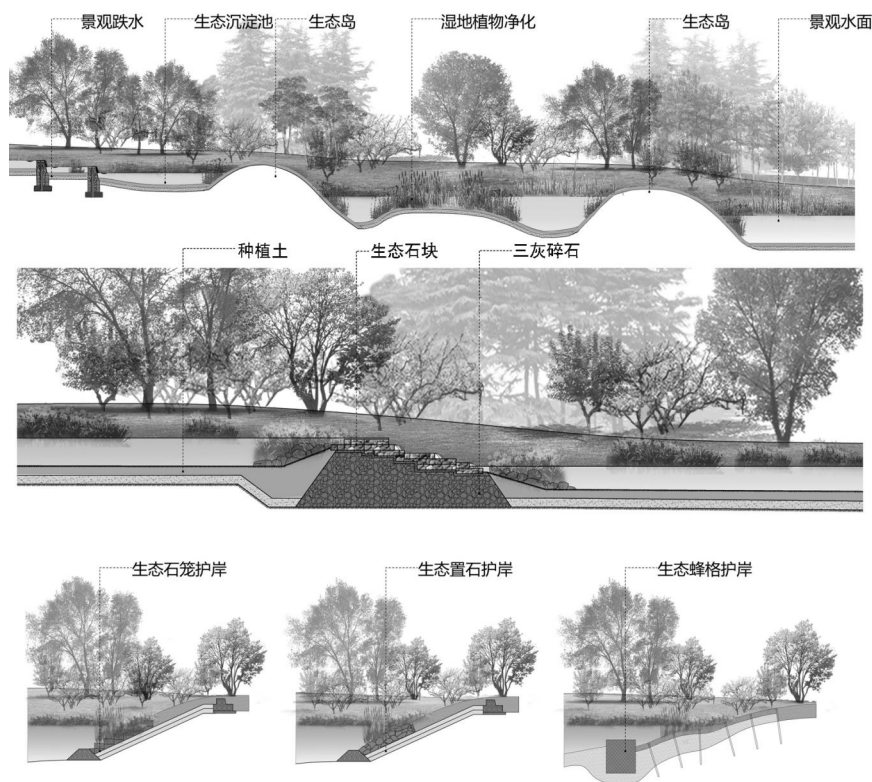 景观跌水
生态沉淀池
生态岛
湿地植物净化
生态岛
景观水面
种植土
生态石块
三灰碎石
生态石笼护岸
生态置石护岸
生态蜂格护岸